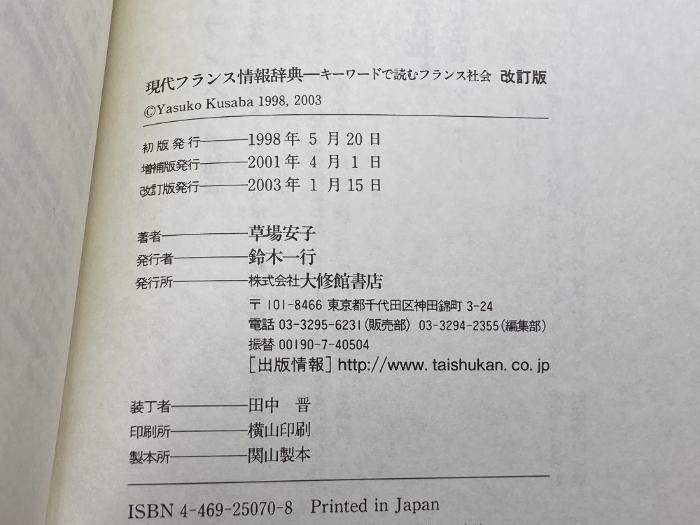 現代フランス情報辞典―キーワードで読むフランス社会 改訂版
©Yasuko Kusaba 1998, 2003
初版発行―――1998年 5 月 20 日
増補版発行―――2001年 4 月 1 日
改訂版発行―――2003年 1 月 15 日
著者―――草場安子
発行者―――鈴木一行
発行所―――株式会社大修館書店
〒 101-8466 東京都千代田区神田錦町 3-24
電話 03-3295-6231(販売部) 03-3294-2355(編集部)
振替 00190-7-40504
[出版情報] http://www.taishukan.co.jp
装丁者―――田中 晋
印刷所―――横山印刷
製本所―――関山製本
ISBN 4-469-25070-8 Printed in Japan